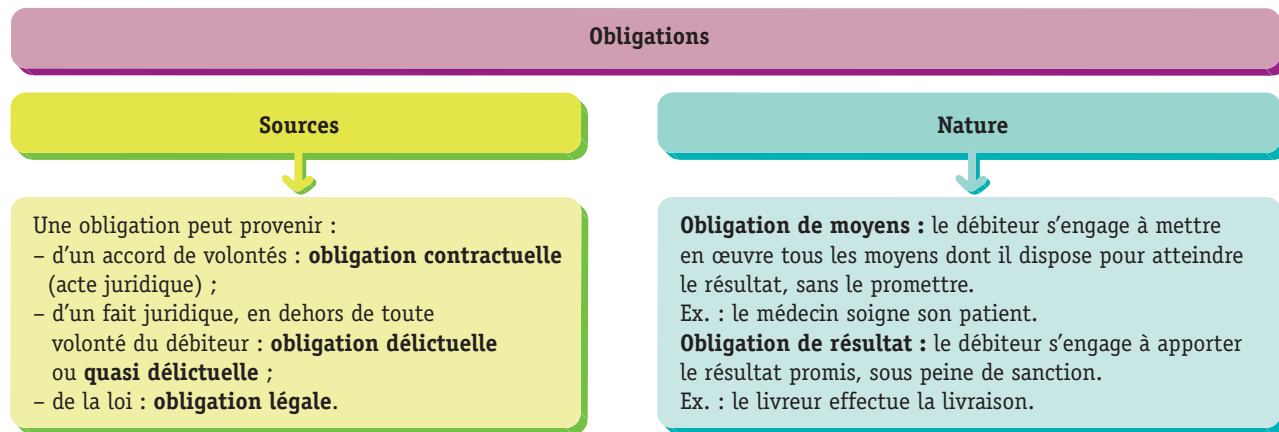 Obligations
Sources
Une obligation peut provenir :
– d’un accord de volontés : obligation contractuelle
(acte juridique) ;
– d’un fait juridique, en dehors de toute
volonté du débiteur : obligation délictuelle
ou quasi délictuelle ;
– de la loi : obligation légale.
Nature
Obligation de moyens : le débiteur s’engage à mettre
en œuvre tous les moyens dont il dispose pour atteindre
le résultat, sans le promettre.
Ex. : le médecin soigne son patient.
Obligation de résultat : le débiteur s’engage à apporter
le résultat promis, sous peine de sanction.
Ex. : le livreur effectue la livraison.